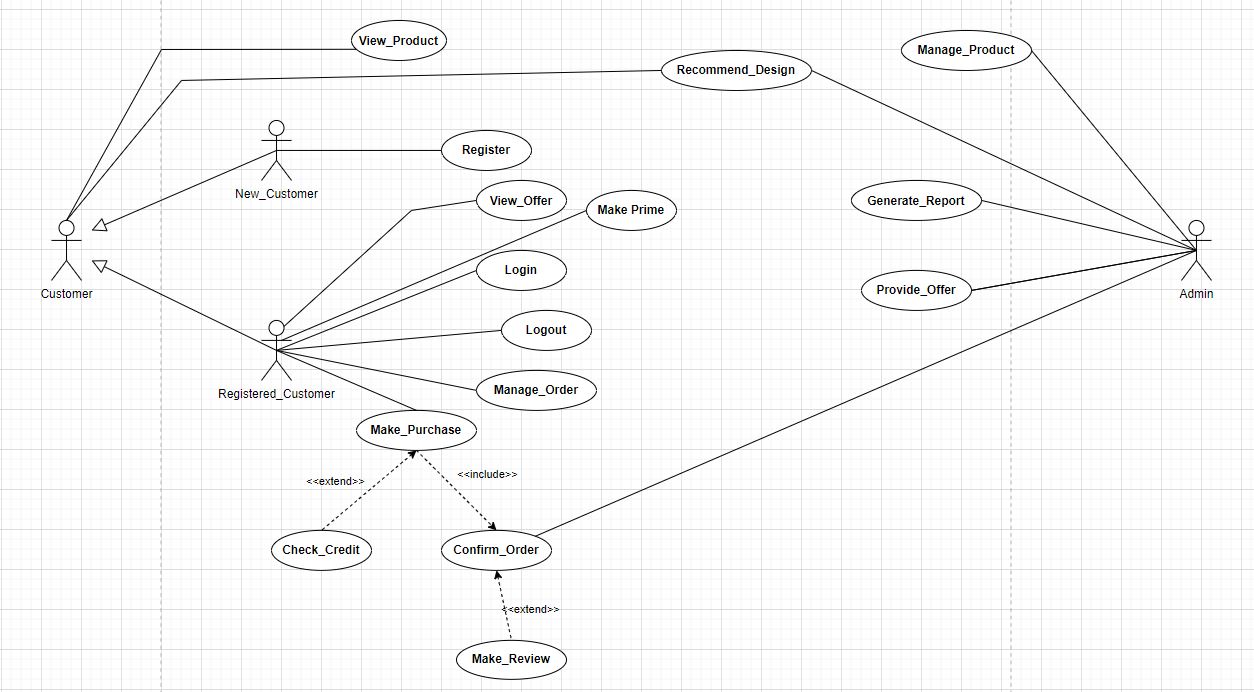 View_Product
Manage_Product
Recommend_Design
Register
New_Customer
View_Offer
Make Prime
Generate_Report
Login
Customer
Provide_Offer
Admin
Logout
Registered_Customer
Manage_Order
Make_Purchase
<<extend>>
<<include>>
Check_Credit
Confirm_Order
<<extend>>
Make_Review